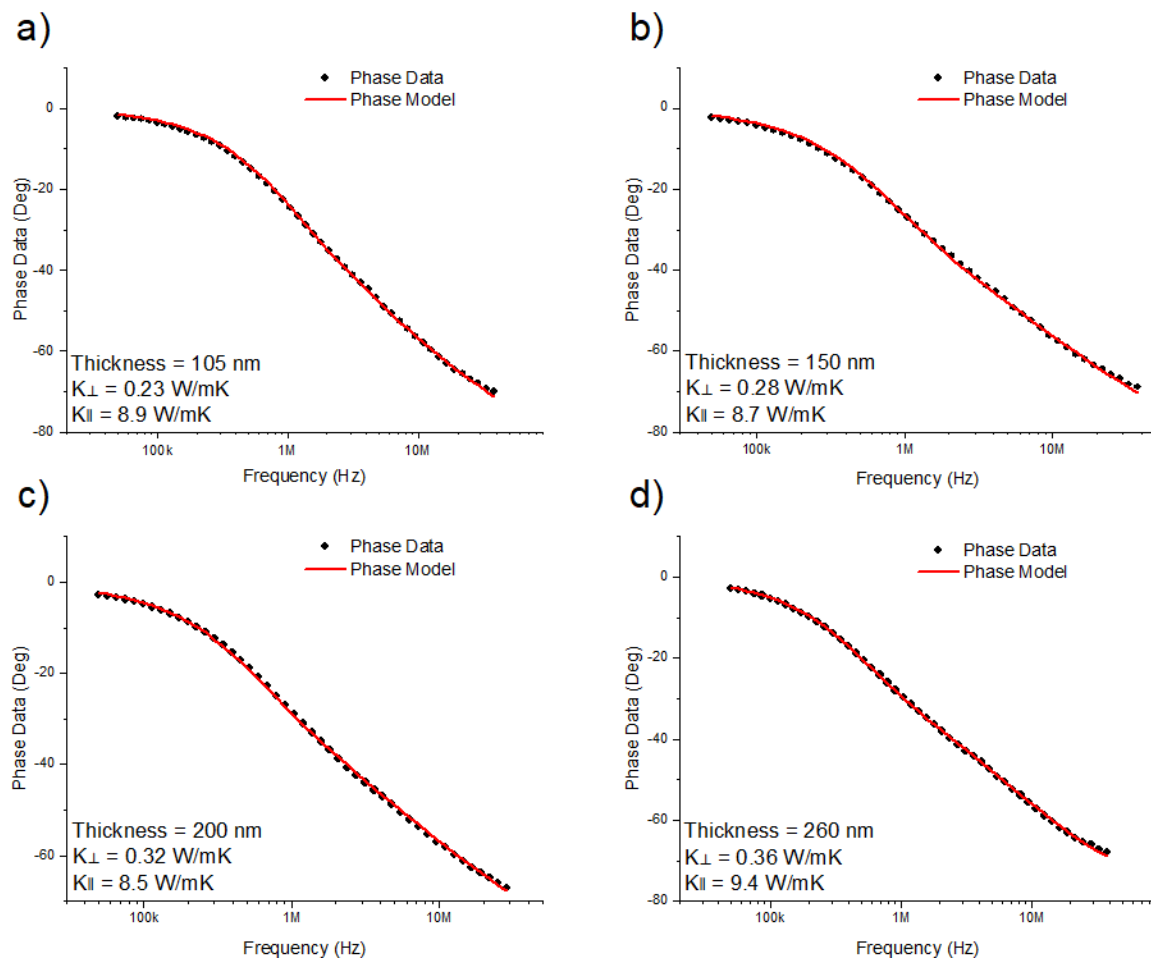 a)
Phase Data
Phase Model
0
-20
-40
-60
-80
Phase Data (Deg)
Thickness = 105 nm
K⊥ = 0.23 W/mK
K∥ = 8.9 W/mK
100k
1M
10M
Frequency (Hz)
b)
Phase Data
Phase Model
0
-20
-40
-60
-80
Phase Data (Deg)
Thickness = 150 nm
K⊥ = 0.28 W/mK
K∥ = 8.7 W/mK
100k
1M
10M
Frequency (Hz)
c)
Phase Data
Phase Model
0
-20
-40
-60
Phase Data (Deg)
Thickness = 200 nm
K⊥ = 0.32 W/mK
K∥ = 8.5 W/mK
100k
1M
10M
Frequency (Hz)
d)
Phase Data
Phase Model
0
-20
-40
-60
-80
Phase Data (Deg)
Thickness = 260 nm
K⊥ = 0.36 W/mK
K∥ = 9.4 W/mK
100k
1M
10M
Frequency (Hz)